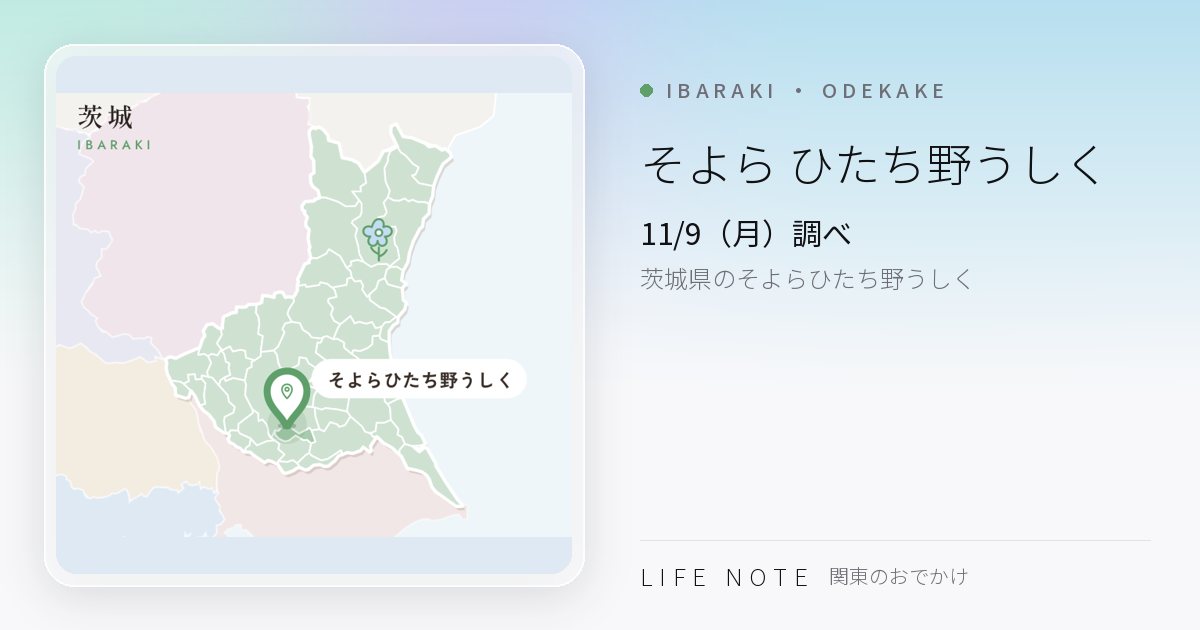 茨城
IBARAKI
そよらひたち野うしく
IBARAKI • ODEKAKE
そよら ひたち野うしく
11/9（月）調べ
茨城県のそよらひたち野うしく
LIFE NOTE 関東のおでかけ